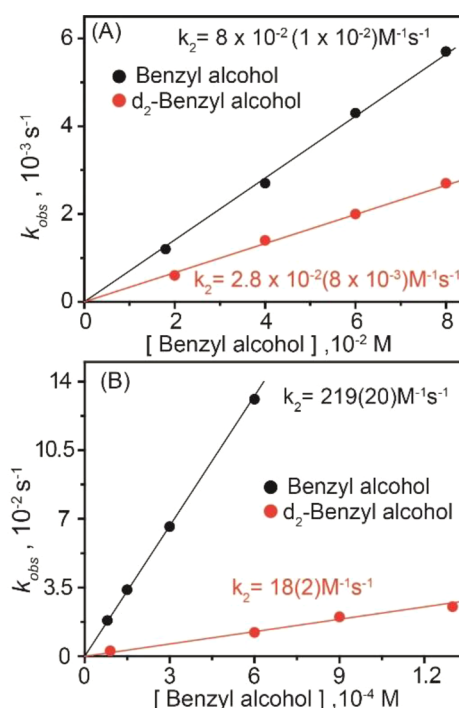 (A)
k₂ = 8 x 10⁻² (1 x 10⁻²)M⁻¹s⁻¹
Benzyl alcohol
d₂-Benzyl alcohol
k₂= 2.8 x 10⁻²(8 x 10⁻³)M⁻¹s⁻¹
k_obs , 10⁻³ s⁻¹
6
4
2
0
0 2 4 6 8
[ Benzyl alcohol ] ,10⁻² M
(B)
k₂ = 219(20)M⁻¹s⁻¹
Benzyl alcohol
d₂-Benzyl alcohol
k₂= 18(2)M⁻¹s⁻¹
k_obs , 10⁻² s⁻¹
14
10.5
7
3.5
0
0 3 6 9 13
[ Benzyl alcohol ] ,10⁻⁴ M